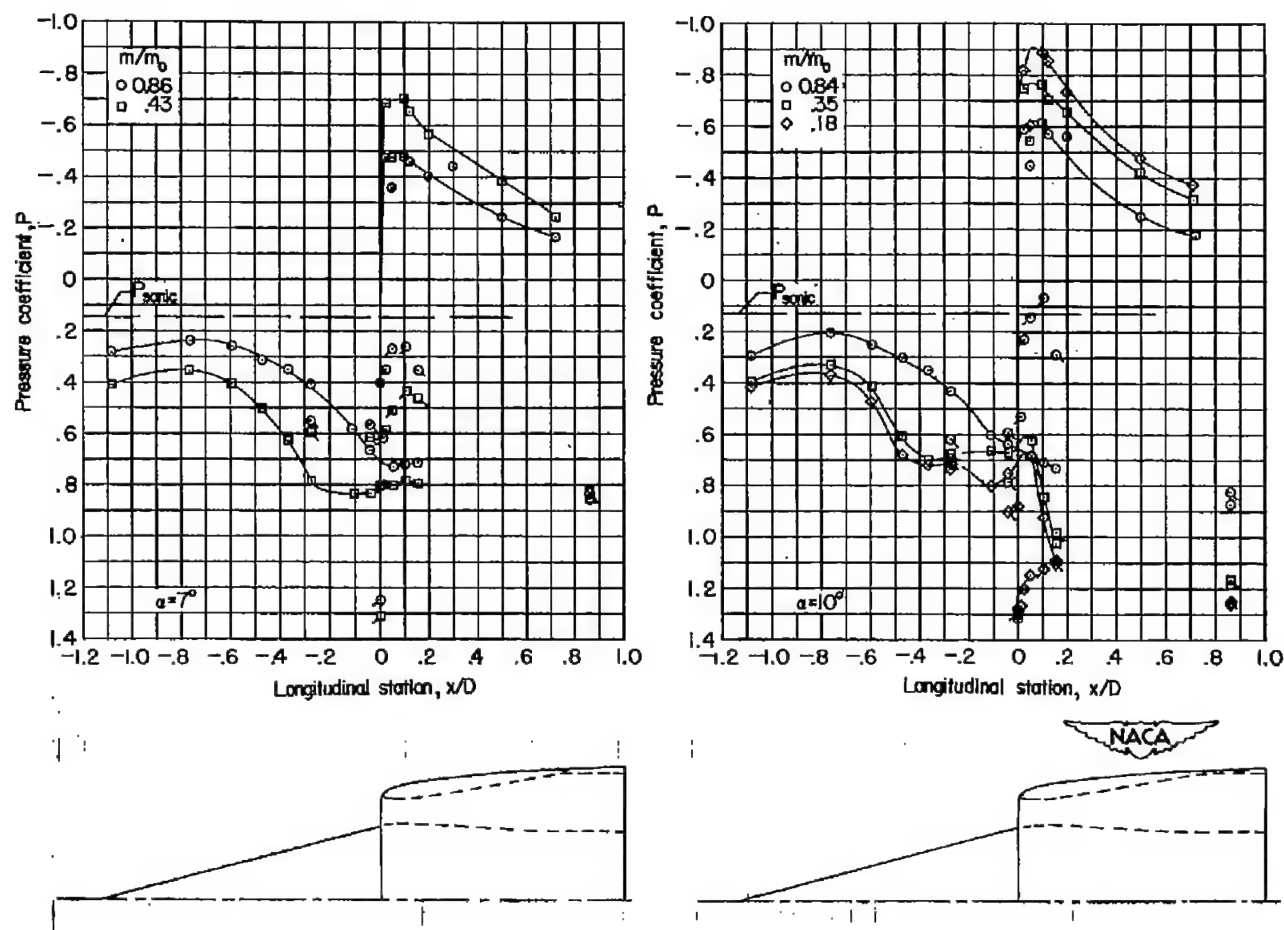 -1.0
-.8
-.6
-.4
-.2
0
.2
.4
.6
.8
1.0
1.2
1.4
Pressure coefficient, P
m/m0
0.86
.43
Psonic
α=7°
-1.2 -1.0 -.8 -.6 -.4 -.2 0 .2 .4 .6 .8 1.0
Longitudinal station, x/D
-1.0
-.8
-.6
-.4
-.2
0
.2
.4
.6
.8
1.0
1.2
1.4
Pressure coefficient, P
m/m0
0.84
.35
.18
Psonic
α=10°
-1.2 -1.0 -.8 -.6 -.4 -.2 0 .2 .4 .6 .8 1.0
Longitudinal station, x/D
NACA